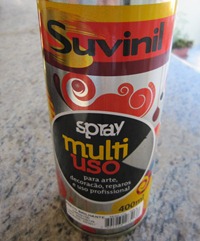 Suvinil
spray
multi
uso
para arte,
decoração, reparos
e uso profissional
400ml